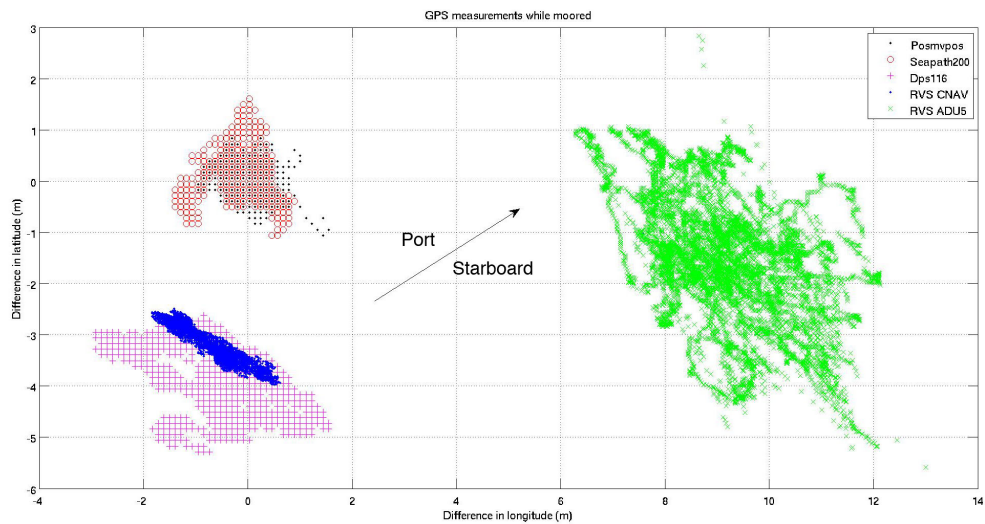 GPS measurements while moored
3
2
1
0
-1
-2
-3
-4
-5
-6
Difference in latitude (m)
Posmvpos
Seapath200
Dps116
RVS CNAV
RVS ADU5
Port
Starboard
-4
-2
0
2
4
6
8
10
12
14
Difference in longitude (m)